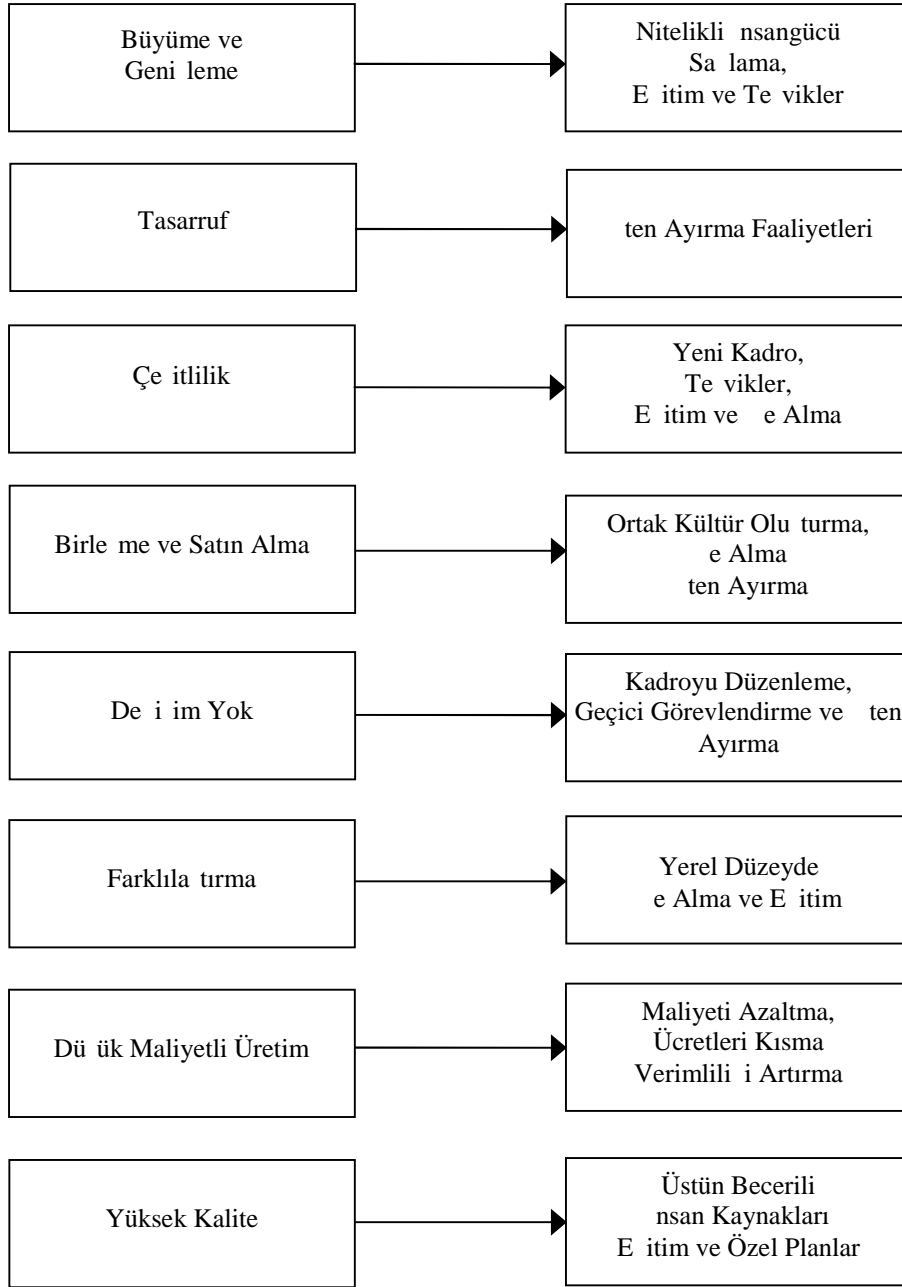 Büyüme ve
Geni leme
Nitelikli nsangücü
Sa lama,
E itim ve Te vikler
Tasarruf
ten Ayırma Faaliyetleri
Çe itlilik
Yeni Kadro,
Te vikler,
E itim ve e Alma
Birle me ve Satın Alma
Ortak Kültür Olu turma,
e Alma
ten Ayırma
De i im Yok
Kadroyu Düzenleme,
Geçici Görevlendirme ve ten
Ayırma
Farklıla tırma
Yerel Düzeyde
e Alma ve E itim
Dü ük Maliyetli Üretim
Maliyeti Azaltma,
Ücretleri Kısma
Verimlili i Artırma
Yüksek Kalite
Üstün Becerili
nsan Kaynakları
E itim ve Özel Planlar